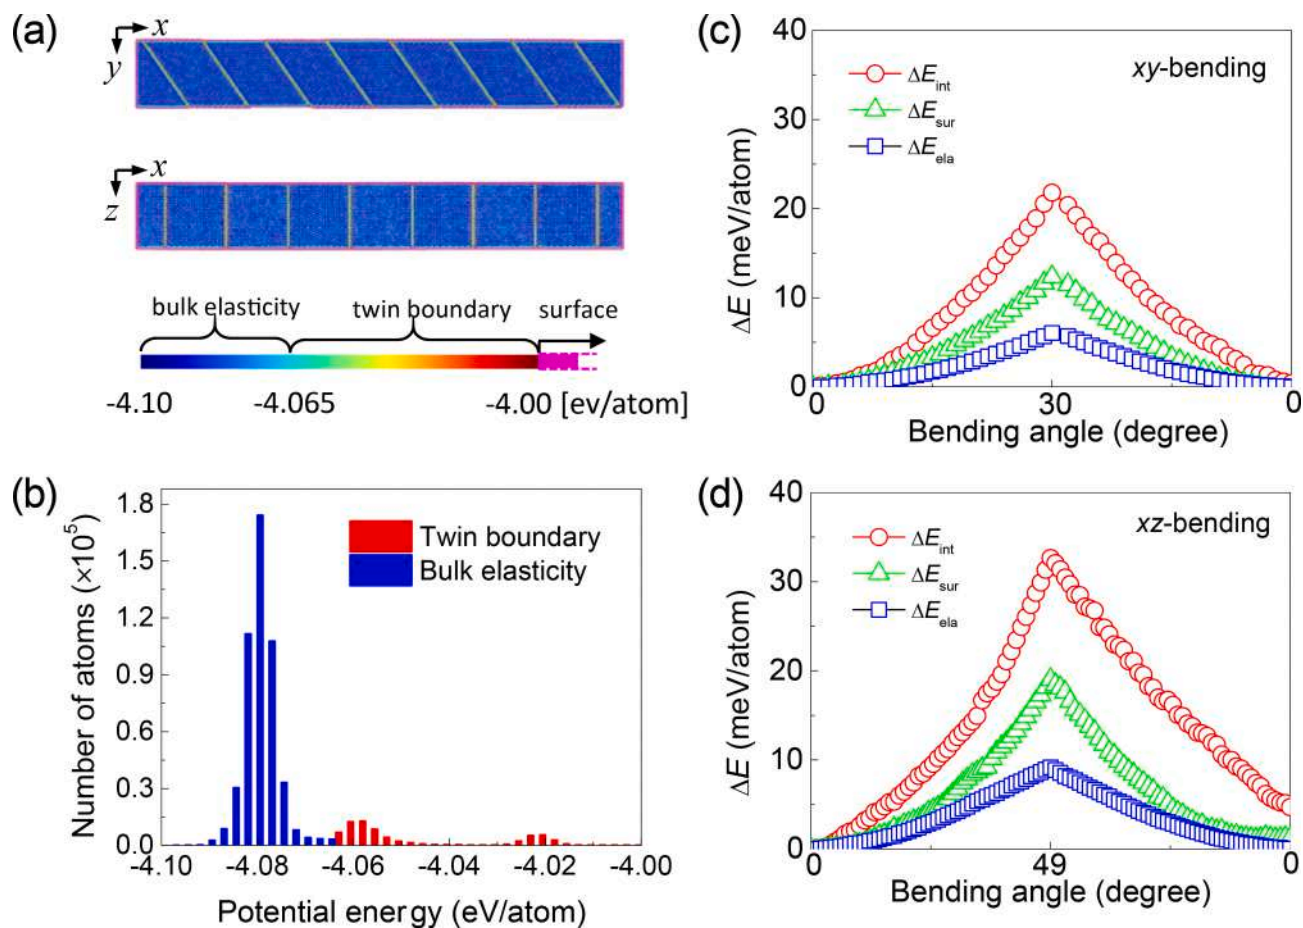 (a)
x
y
x
z
bulk elasticity
twin boundary
surface
-4.10
-4.065
-4.00 [ev/atom]
(b)
Number of atoms (×10⁵)
1.8
1.5
1.2
0.9
0.6
0.3
0.0
Twin boundary
Bulk elasticity
-4.10
-4.08
-4.06
-4.04
-4.02
-4.00
Potential energy (eV/atom)
(c)
ΔE (meV/atom)
40
30
20
10
0
ΔE_int
ΔE_sur
ΔE_ela
xy-bending
0
30
0
Bending angle (degree)
(d)
ΔE (meV/atom)
40
30
20
10
0
ΔE_int
ΔE_sur
ΔE_ela
xz-bending
0
49
0
Bending angle (degree)